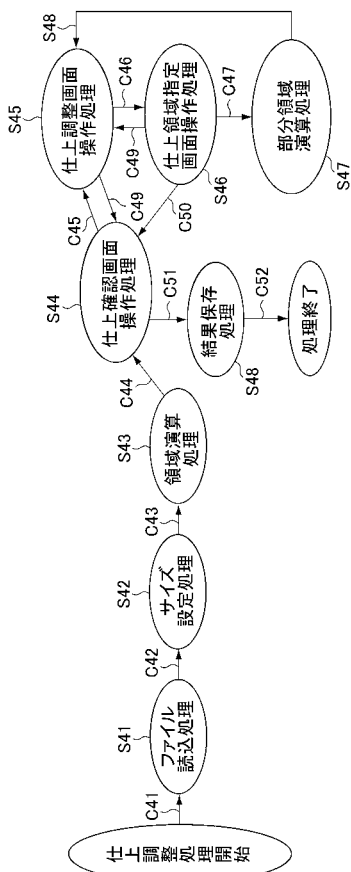 仕上調整処理開始
C41
S41
ファイル
読込処理
C42
S42
サイズ
設定処理
C43
S43
領域演算
処理
C44
S44
仕上確認画面
操作処理
C45
C49
S45
仕上調整画面
操作処理
S48
C46
C49
仕上領域指定
画面操作処理
S46
C50
C47
部分領域
演算処理
S47
C51
結果保存
処理
S48
C52
処理終了